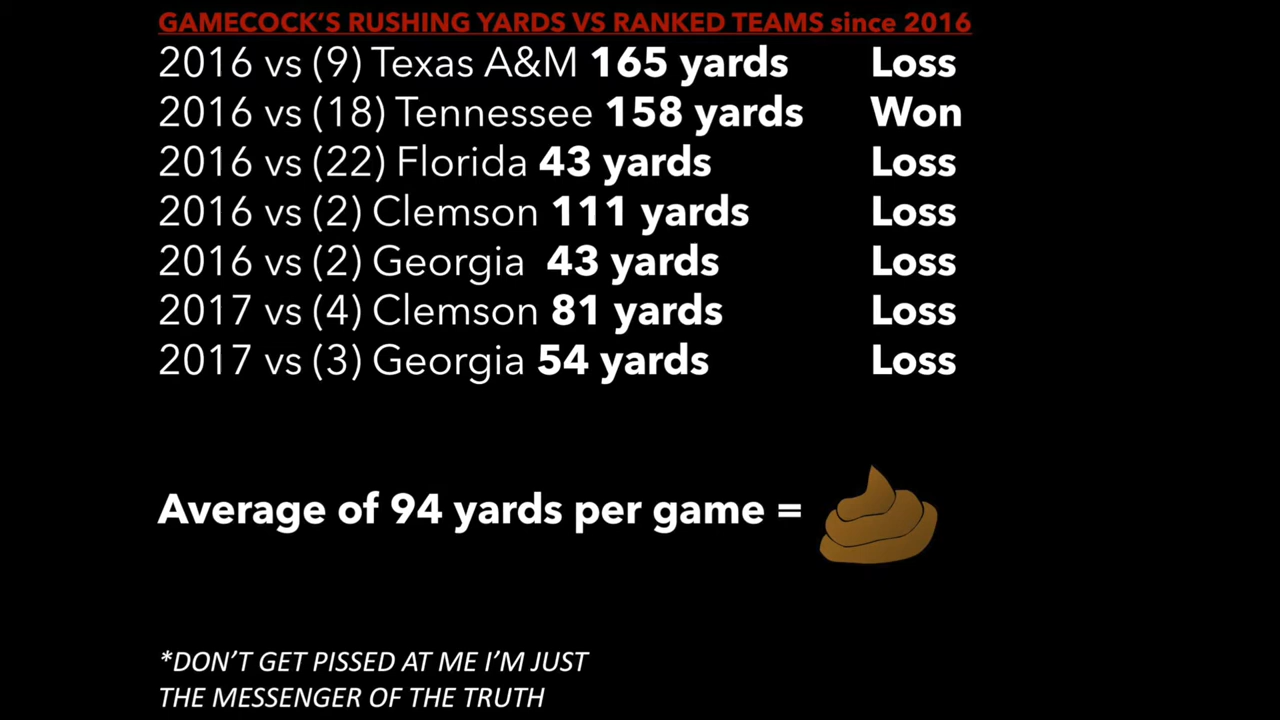 GAMECOCK'S RUSHING YARDS VS RANKED TEAMS since 2016
2016 vs (9) Texas A&M 165 yards Loss
2016 vs (18) Tennessee 158 yards Won
2016 vs (22) Florida 43 yards Loss
2016 vs (2) Clemson 111 yards Loss
2016 vs (2) Georgia 43 yards Loss
2017 vs (4) Clemson 81 yards Loss
2017 vs (3) Georgia 54 yards Loss
Average of 94 yards per game =
*DON'T GET PISSED AT ME I'M JUST
THE MESSENGER OF THE TRUTH